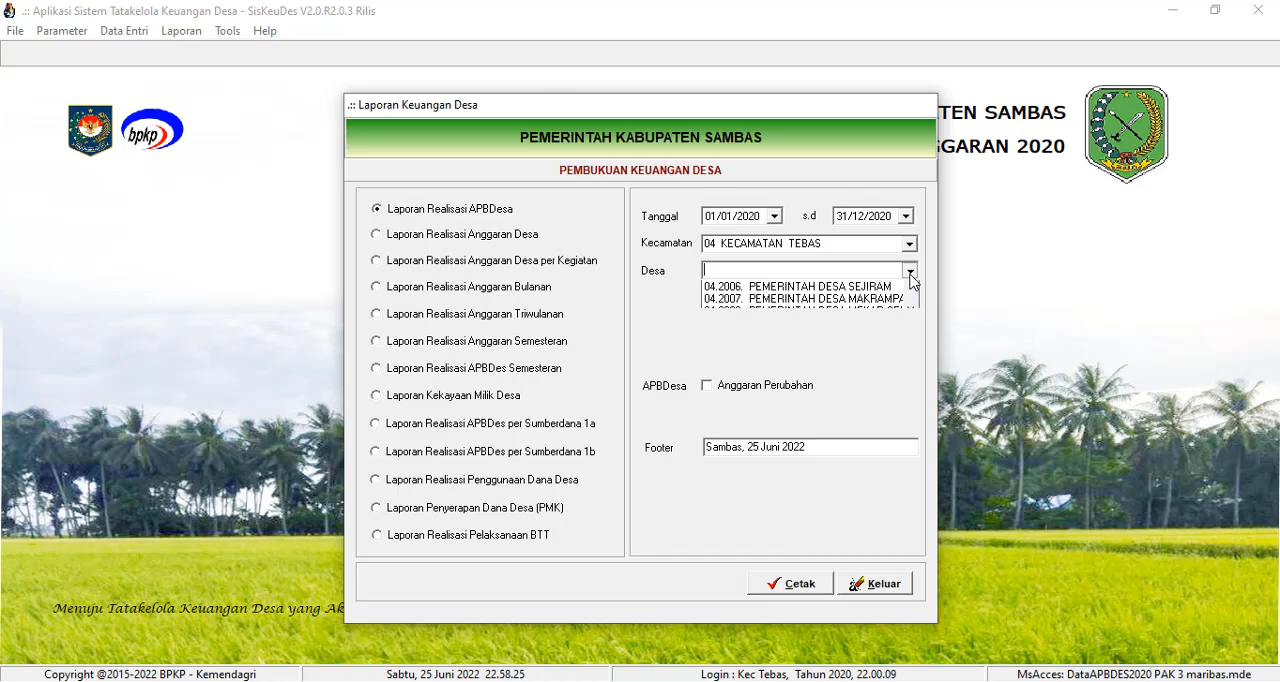 .:: Aplikasi Sistem Tatakelola Keuangan Desa - SisKeuDes V2.0.R2.0.3 Rilis
File Parameter Data Entri Laporan Tools Help
bpkp
TEN SAMBAS
GGARAN 2020
.:: Laporan Keuangan Desa
PEMERINTAH KABUPATEN SAMBAS
PEMBUKUAN KEUANGAN DESA
Laporan Realisasi APBDesa
Laporan Realisasi Anggaran Desa
Laporan Realisasi Anggaran Desa per Kegiatan
Laporan Realisasi Anggaran Bulanan
Laporan Realisasi Anggaran Triwulanan
Laporan Realisasi Anggaran Semesteran
Laporan Realisasi APBDes Semesteran
Laporan Kekayaan Milik Desa
Laporan Realisasi APBDes per Sumberdana 1a
Laporan Realisasi APBDes per Sumberdana 1b
Laporan Realisasi Penggunaan Dana Desa
Laporan Penyerapan Dana Desa (PMK)
Laporan Realisasi Pelaksanaan BTT
Tanggal 01/01/2020 s.d 31/12/2020
Kecamatan 04 KECAMATAN TEBAS
Desa
04.2006. PEMERINTAH DESA SEJIRAM
04.2007. PEMERINTAH DESA MAKRAMPA
APBDesa Anggaran Perubahan
Footer Sambas, 25 Juni 2022
Cetak Keluar
Menuju Tatakelola Keuangan Desa yang Ak
Copyright @2015-2022 BPKP - Kemendagri Sabtu, 25 Juni 2022 22.58.25 Login : Kec Tebas, Tahun 2020, 22.00.09 MsAcces: DataAPBDES2020 PAK 3 maribas.mde